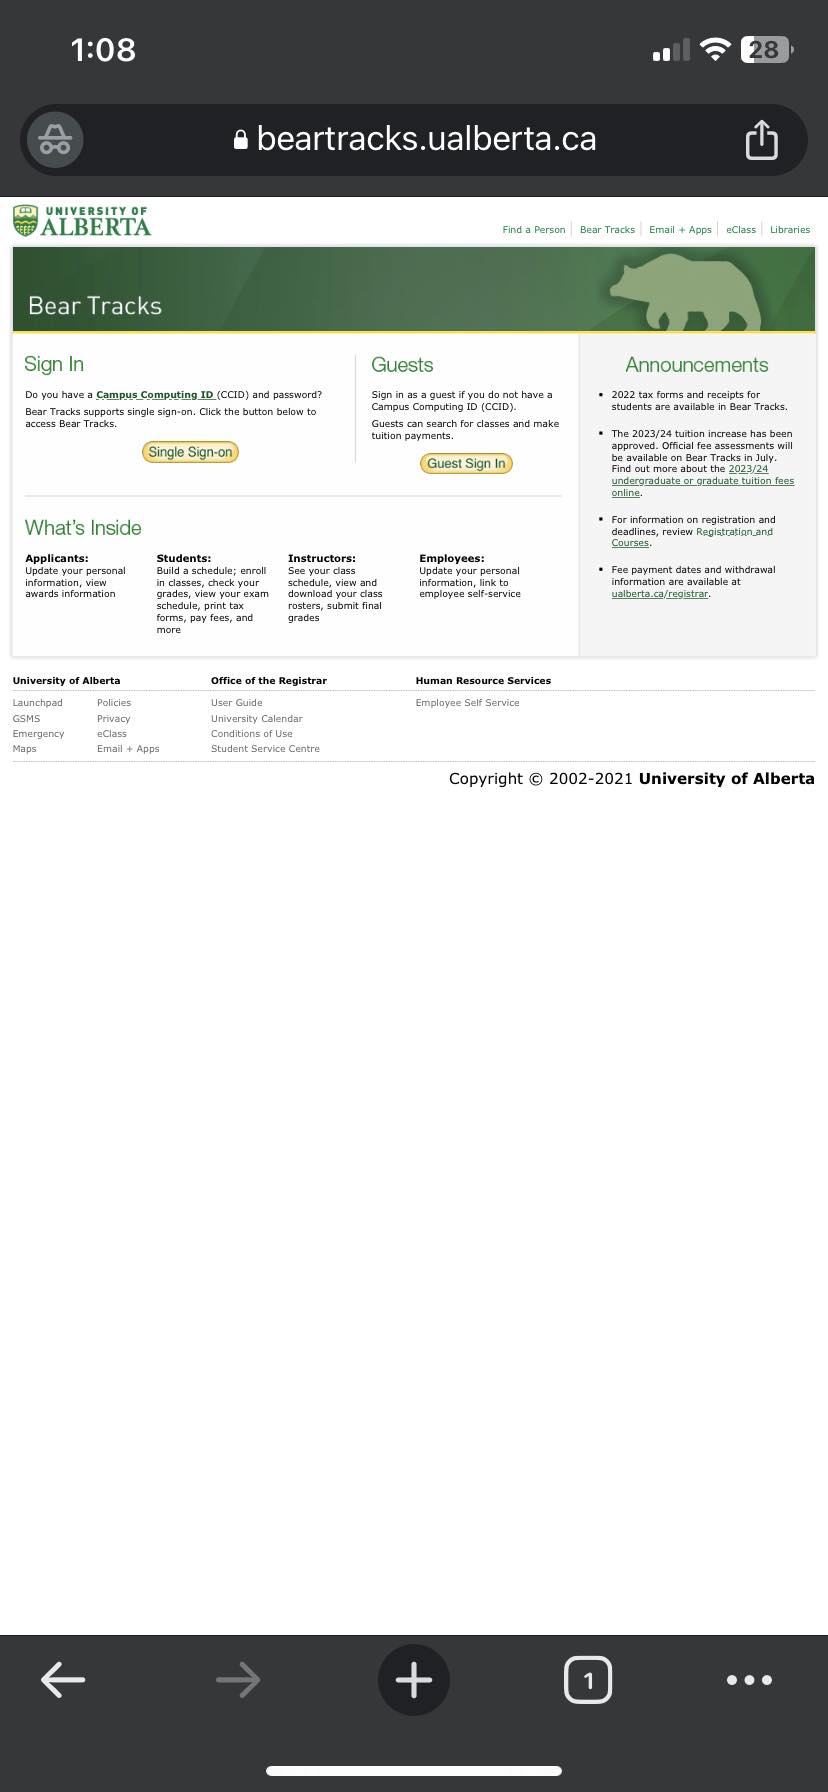 1:08
28
beartracks.ualberta.ca
UNIVERSITY OF
ALBERTA
Find a Person
Bear Tracks
Email + Apps
eClass
Libraries
Bear Tracks
Sign In
Do you have a Campus Computing ID (CCID) and password?
Bear Tracks supports single sign-on. Click the button below to
access Bear Tracks.
Single Sign-on
Guests
Sign in as a guest if you do not have a
Campus Computing ID (CCID).
Guests can search for classes and make
tuition payments.
Guest Sign In
What's Inside
Applicants:
Update your personal
information, view
awards information
Students:
Build a schedule; enroll
in classes, check your
grades, view your exam
schedule, print tax
forms, pay fees, and
more
Instructors:
See your class
schedule, view and
download your class
rosters, submit final
grades
Employees:
Update your personal
information, link to
employee self-service
Announcements
• 2022 tax forms and receipts for
students are available in Bear Tracks.
• The 2023/24 tuition increase has been
approved. Official fee assessments will
be available on Bear Tracks in July.
Find out more about the 2023/24
undergraduate or graduate tuition fees
online.
• For information on registration and
deadlines, review Registration and
Courses.
• Fee payment dates and withdrawal
information are available at
ualberta.ca/registrar.
University of Alberta
Launchpad
GSMS
Emergency
Maps
Policies
Privacy
eClass
Email + Apps
Office of the Registrar
User Guide
University Calendar
Conditions of Use
Student Service Centre
Human Resource Services
Employee Self Service
Copyright © 2002-2021 University of Alberta
1